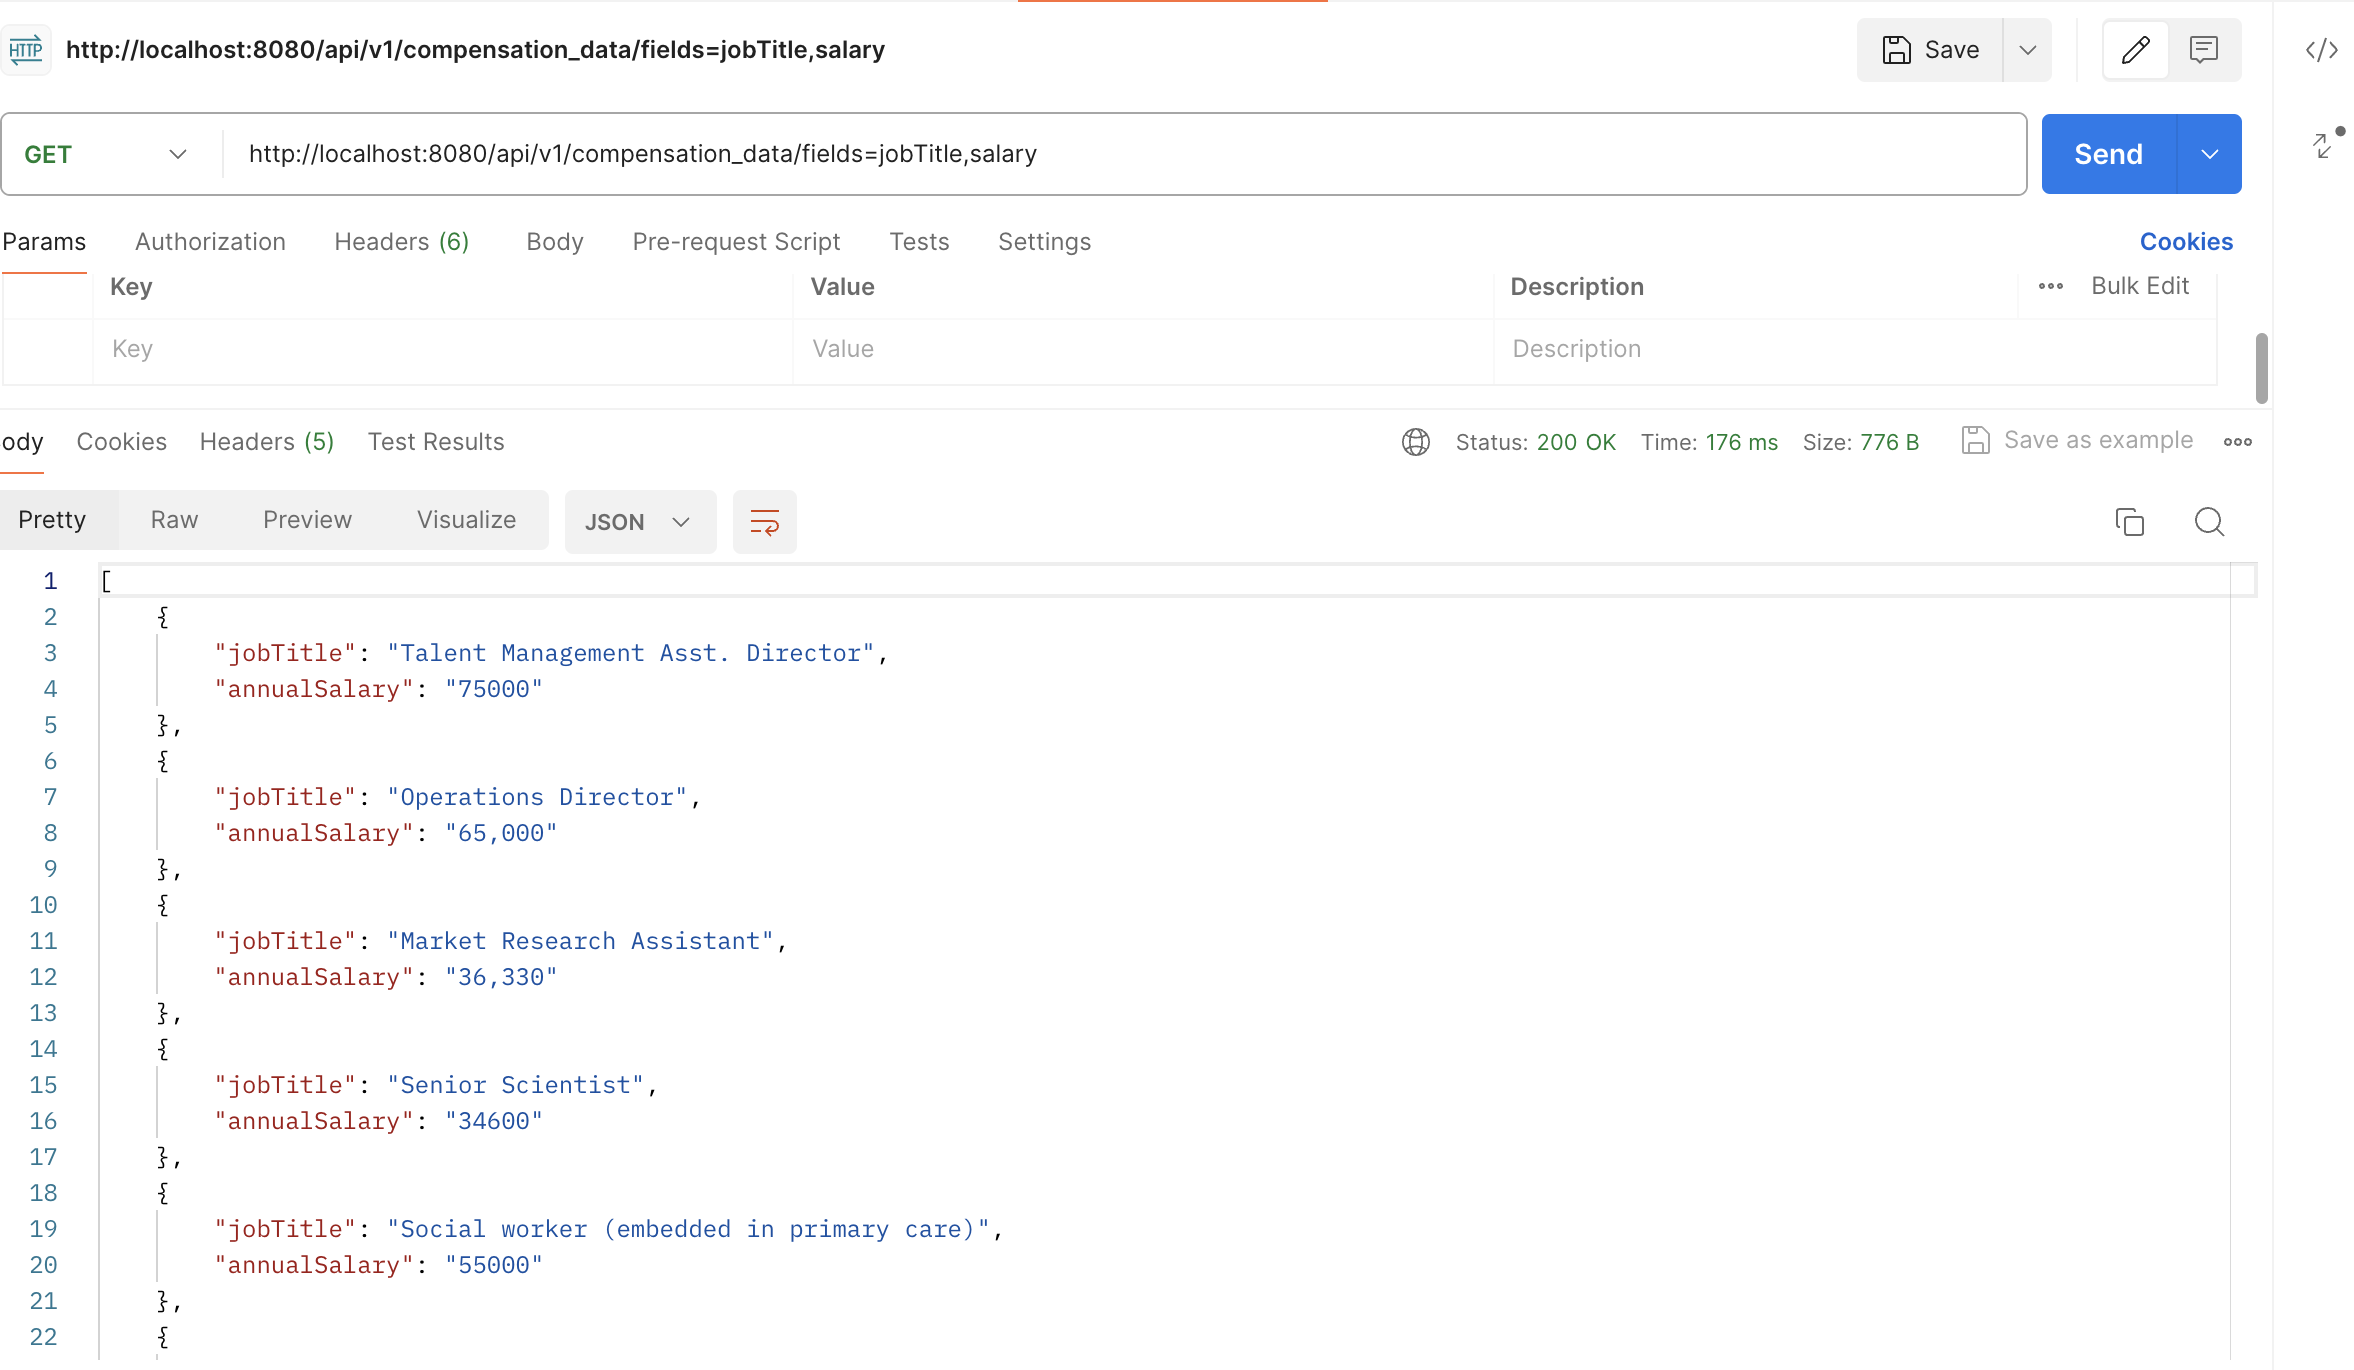 HTTP http://localhost:8080/api/v1/compensation_data/fields=jobTitle,salary Save
GET http://localhost:8080/api/v1/compensation_data/fields=jobTitle,salary Send
Params Authorization Headers (6) Body Pre-request Script Tests Settings Cookies
Key Value Description Bulk Edit
Key Value Description
ody Cookies Headers (5) Test Results Status: 200 OK Time: 176 ms Size: 776 B Save as example
Pretty Raw Preview Visualize JSON
1 [
2 {
3 "jobTitle": "Talent Management Asst. Director",
4 "annualSalary": "75000"
5 },
6 {
7 "jobTitle": "Operations Director",
8 "annualSalary": "65,000"
9 },
10 {
11 "jobTitle": "Market Research Assistant",
12 "annualSalary": "36,330"
13 },
14 {
15 "jobTitle": "Senior Scientist",
16 "annualSalary": "34600"
17 },
18 {
19 "jobTitle": "Social worker (embedded in primary care)",
20 "annualSalary": "55000"
21 },
22 {